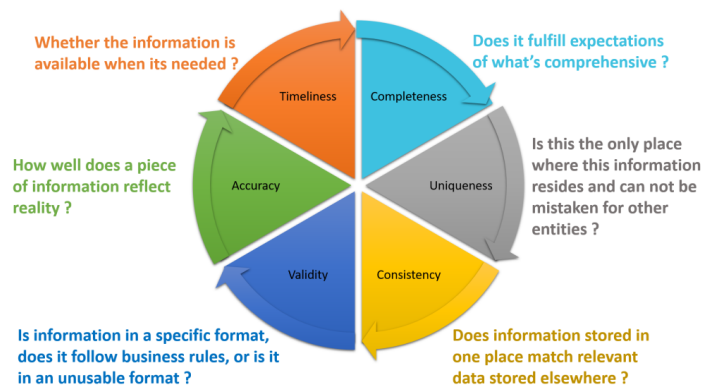 Whether the information is
available when its needed ?
Does it fulfill expectations
of what's comprehensive ?
Timeliness
Completeness
How well does a piece
of information reflect
reality ?
Accuracy
Uniqueness
Is this the only place
where this information
resides and can not be
mistaken for other
entities ?
Validity
Consistency
Is information in a specific format,
does it follow business rules, or is it
in an unusable format ?
Does information stored in
one place match relevant
data stored elsewhere ?